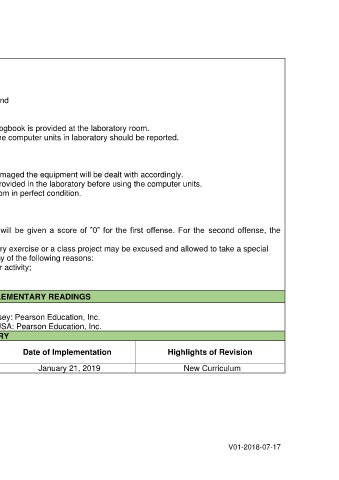 nd
ogbook is provided at the laboratory room.
ne computer units in laboratory should be reported.
maged the equipment will be dealt with accordingly.
rovided in the laboratory before using the computer units.
om in perfect condition.
will be given a score of "0" for the first offense. For the second offense, the
ry exercise or a class project may be excused and allowed to take a special
ny of the following reasons:
r activity;
LEMENTARY READINGS
sey: Pearson Education, Inc.
USA: Pearson Education, Inc.
RY
Date of Implementation Highlights of Revision
January 21, 2019 New Curriculum
V01-2018-07-17